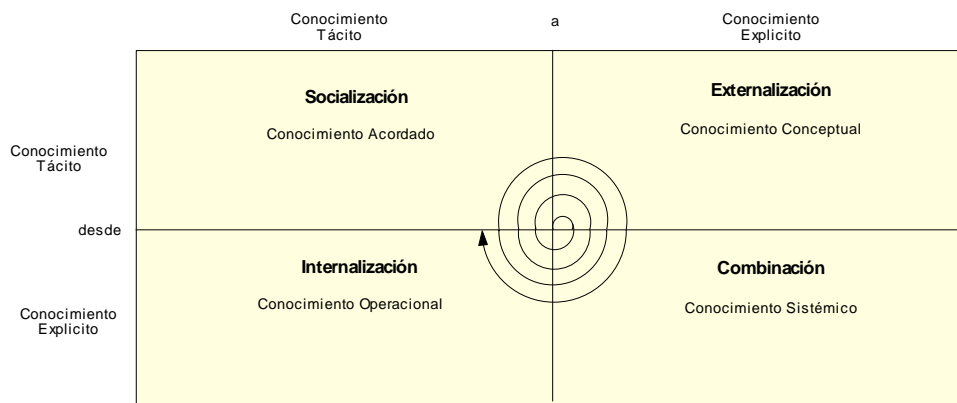 Conocimiento
Tácito
a
Conocimiento
Explicito
Socialización
Conocimiento Acordado
Externalización
Conocimiento Conceptual
Conocimiento
Tácito
desde
Internalización
Conocimiento Operacional
Combinación
Conocimiento Sistémico
Conocimiento
Explicito